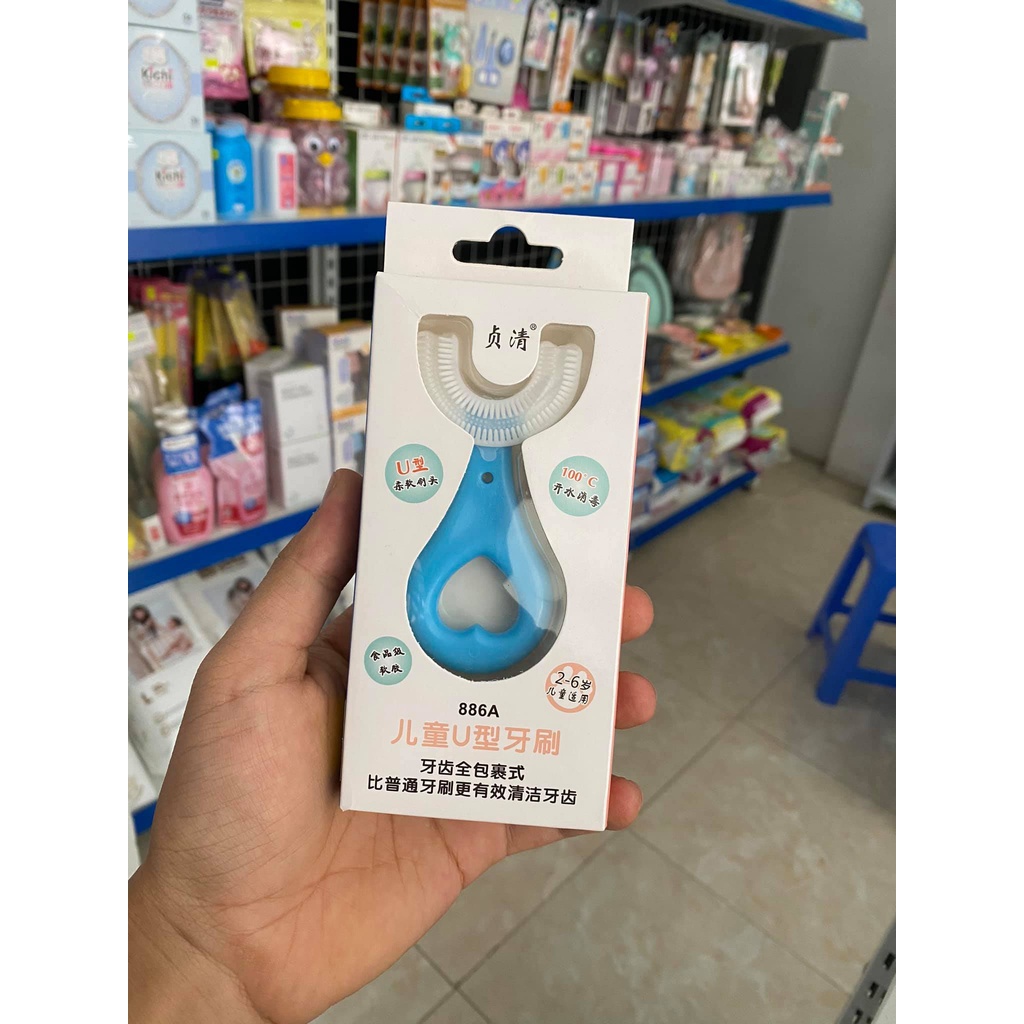 Kichi
Kichi
贞清®
U型
柔软刷头
100°C
开水消毒
食品级
软胶
2-6岁
儿童适用
886A
儿童U型牙刷
牙齿全包裹式
比普通牙刷更有效清洁牙齿